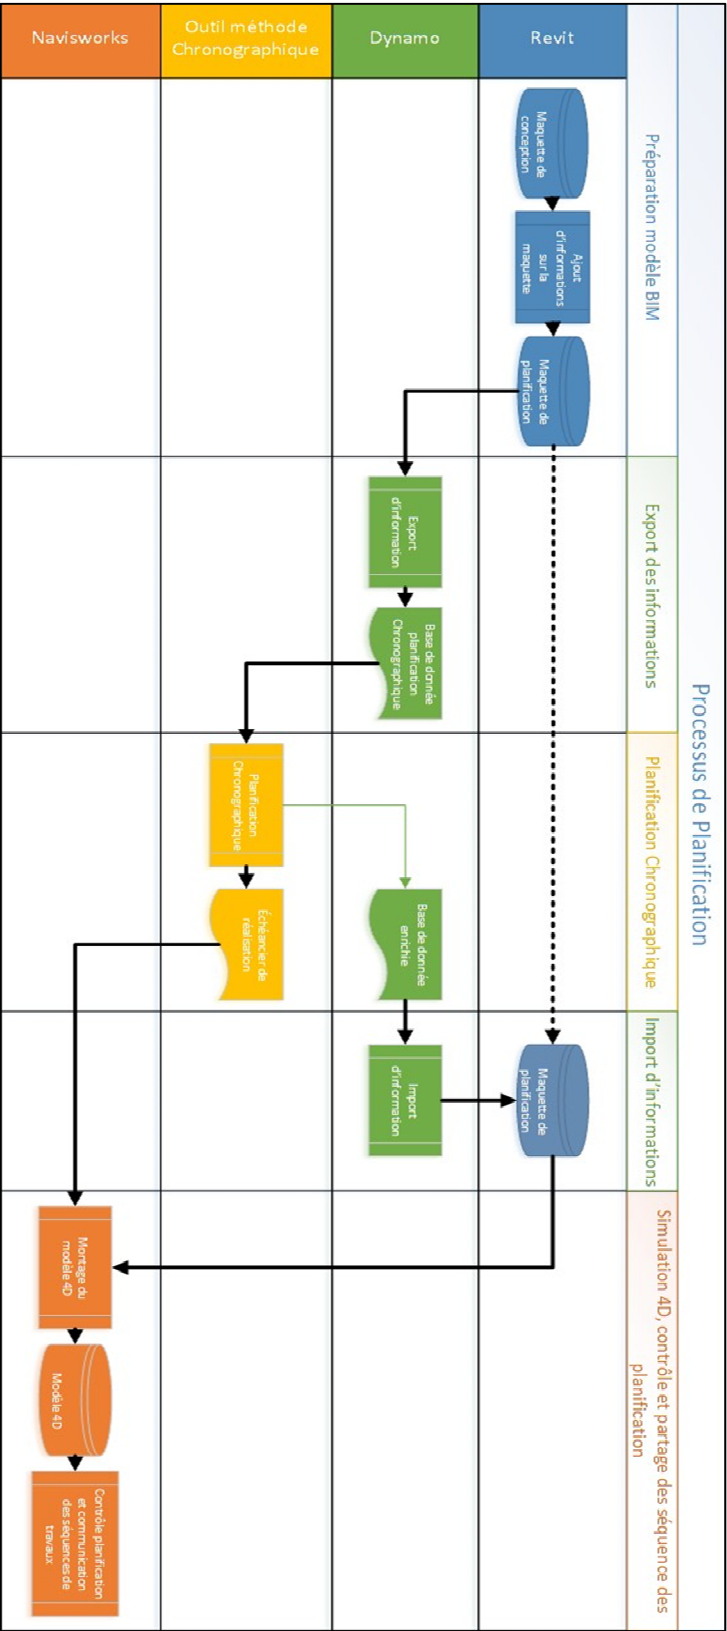 Processus de Planification
Préparation modèle BIM
Export des informations
Planification Chronographique
Import d'informations
Simulation 4D, contrôle et partage des séquence des
planification
Revit
Maquette de
conception
Ajout
d'informations
sur la
maquette
Maquette de
planification
Maquette de
planification
Dynamo
Export
d'information
Base de donnée
planification
Chronographique
Base de donnée
enrichie
Import
d'information
Outil méthode
Chronographique
Planification
Chronographique
Échéancier de
réalisation
Navisworks
Montage du
modèle 4D
Modèle 4D
Contrôle planification
et communication
des séquences de
travaux